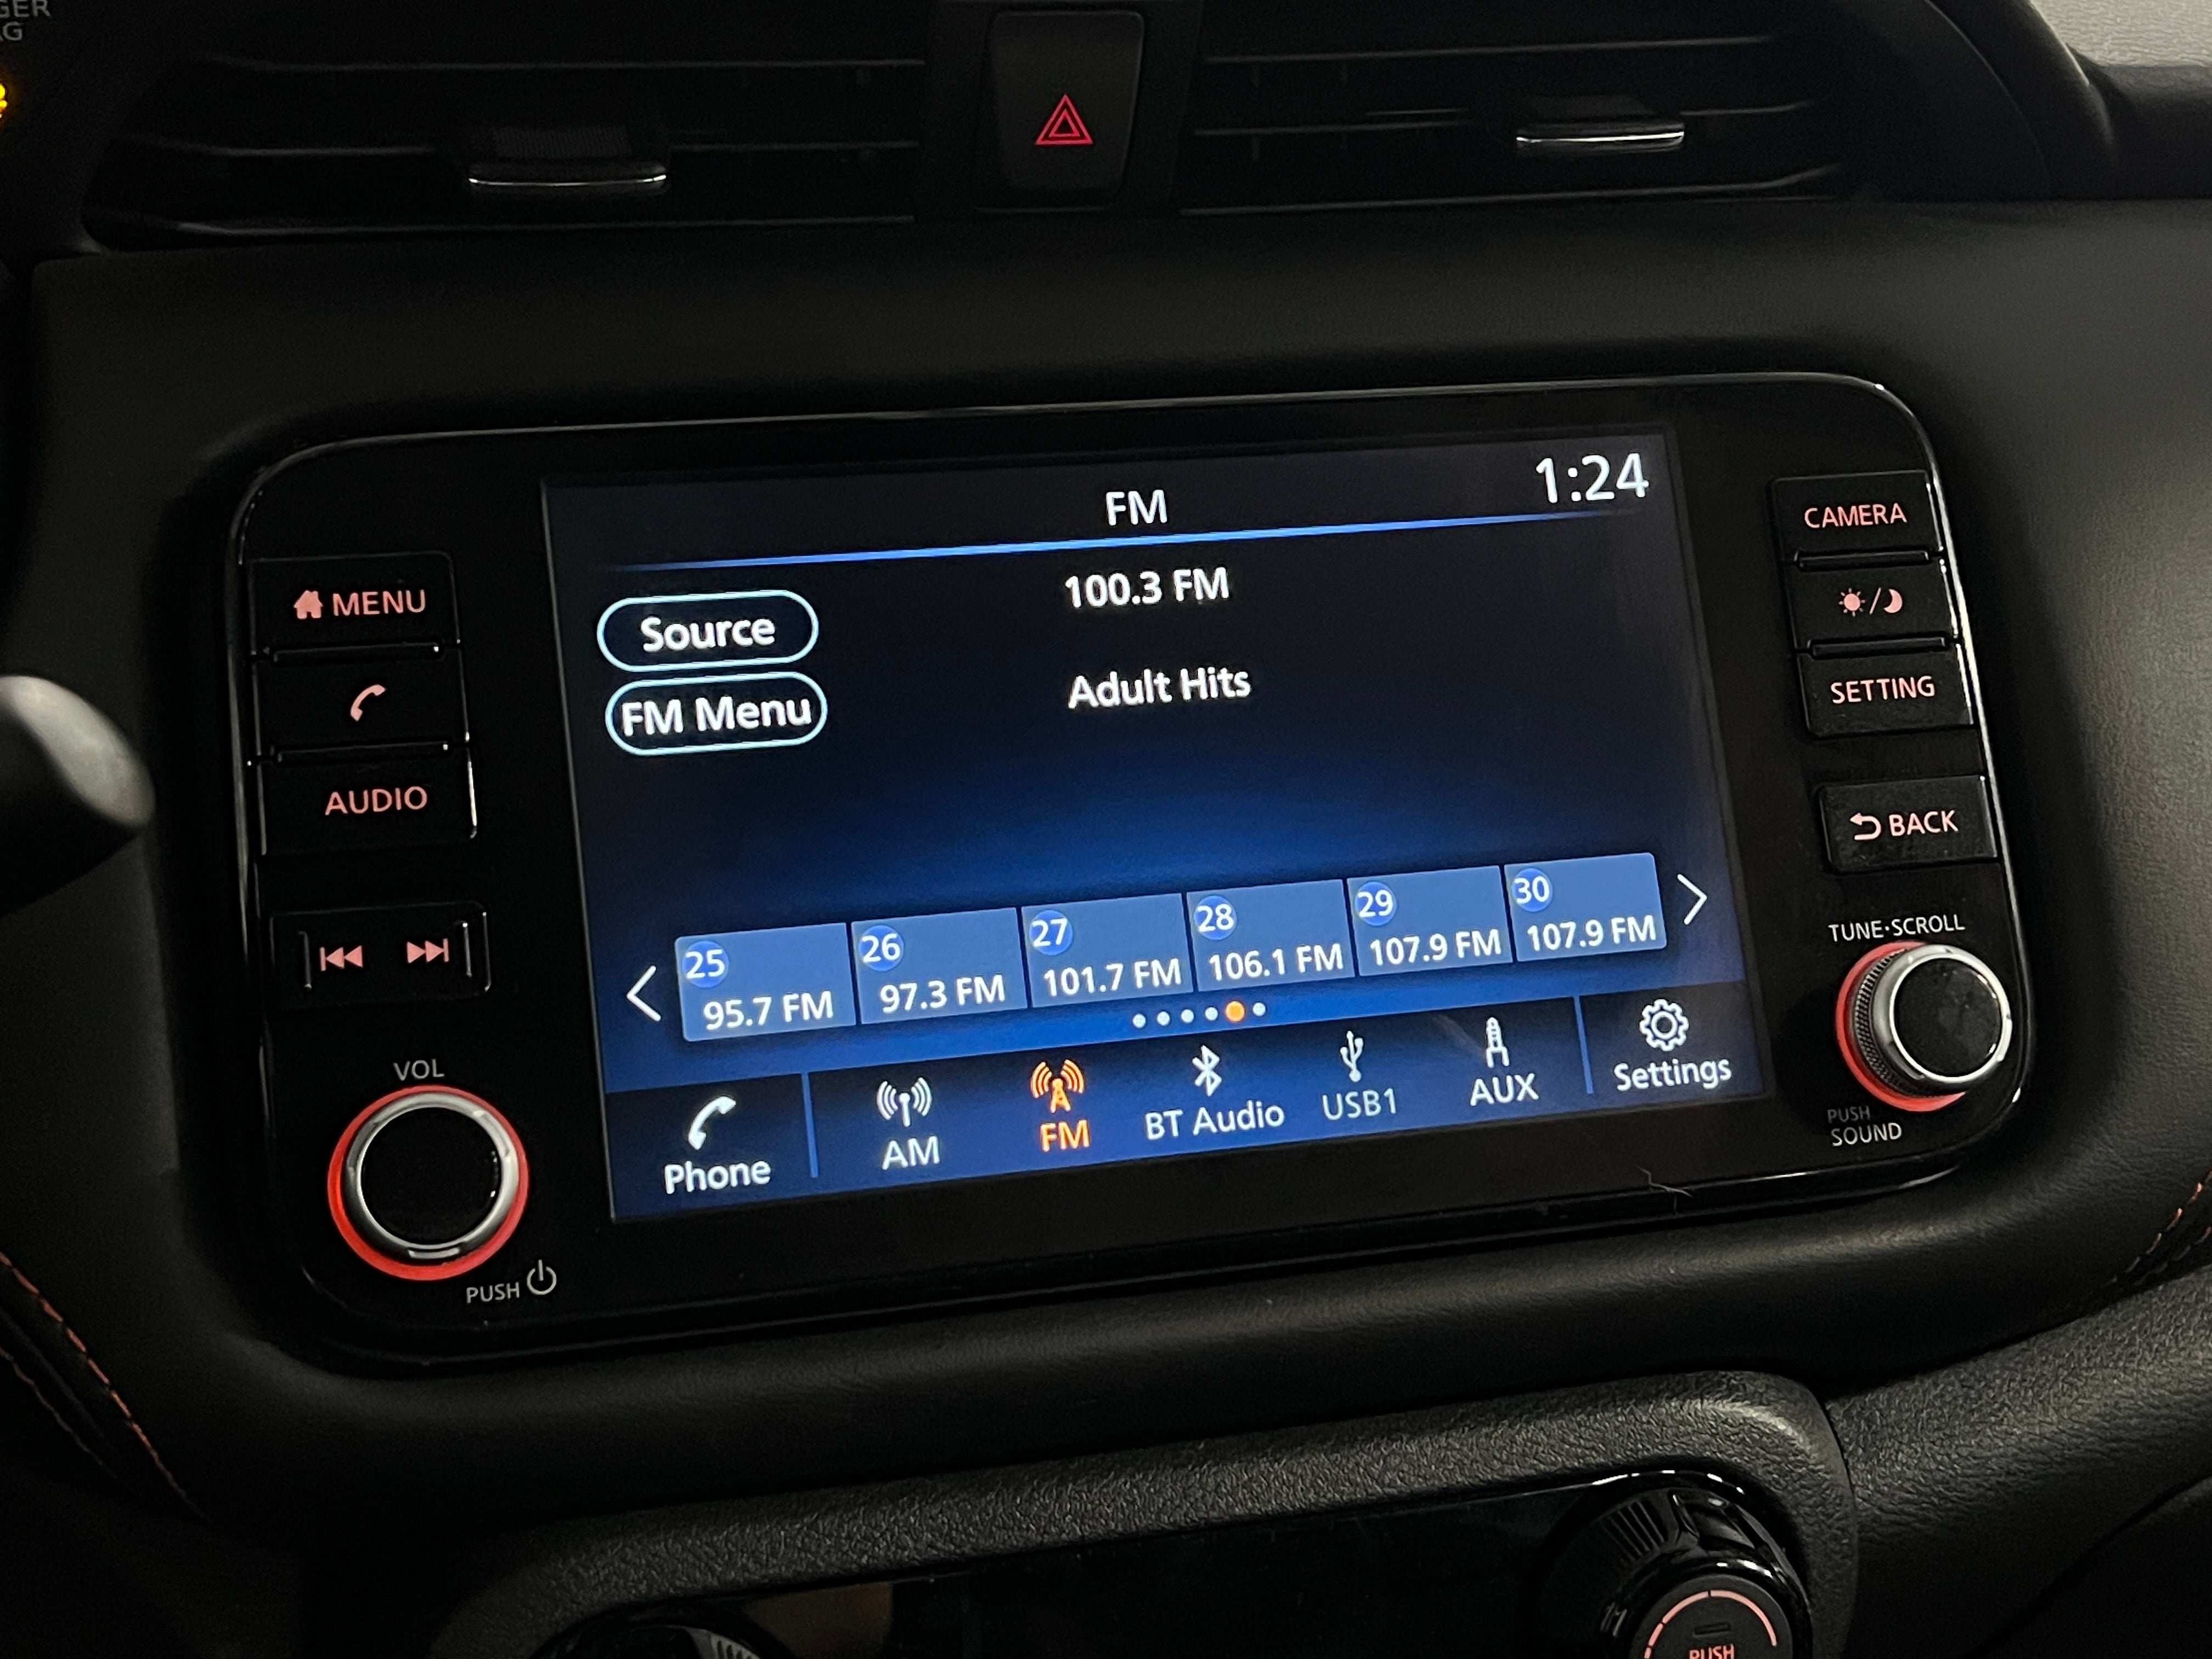 GER
AG
FM
1:24
100.3 FM
Source
Adult Hits
FM Menu
25
26
27
28
29
30
95.7 FM
97.3 FM
101.7 FM
106.1 FM
107.9 FM
107.9 FM
Phone
AM
FM
BT Audio
USB1
AUX
Settings
MENU
AUDIO
VOL
PUSH
CAMERA
SETTING
BACK
TUNE·SCROLL
PUSH
SOUND
PUSH